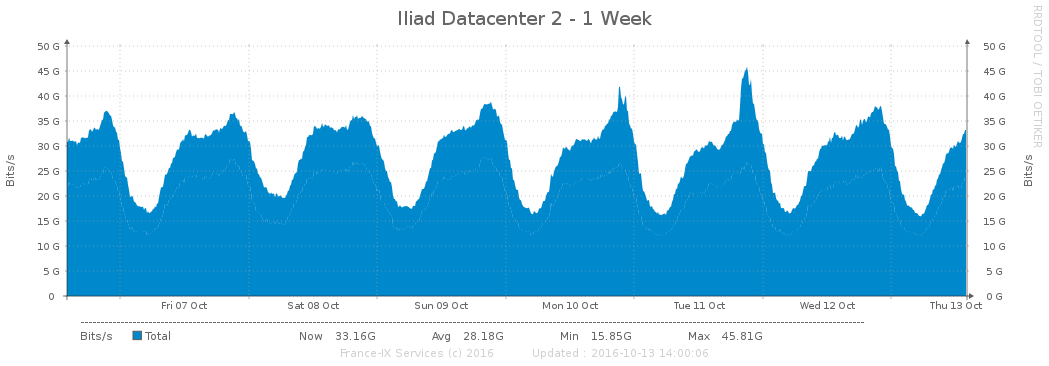 Iliad Datacenter 2 - 1 Week
RRDTOOL / TOBI OETIKER
Bits/s
50 G 50 G
45 G 45 G
40 G 40 G
35 G 35 G
30 G 30 G
25 G 25 G
20 G 20 G
15 G 15 G
10 G 10 G
5 G 5 G
0 0 G
Bits/s
Fri 07 Oct Sat 08 Oct Sun 09 Oct Mon 10 Oct Tue 11 Oct Wed 12 Oct Thu 13 Oct
Bits/s Total Now 33.16G Avg 28.18G Min 15.85G Max 45.81G
France-IX Services (c) 2016 Updated : 2016-10-13 14:00:06